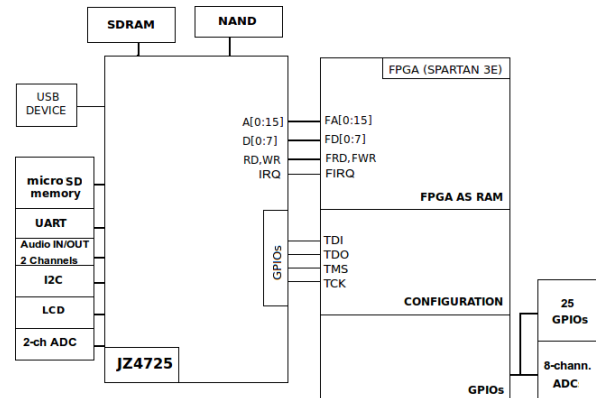 SDRAM
NAND
FPGA (SPARTAN 3E)
USB
DEVICE
A[0:15]
FA[0:15]
D[0:7]
FD[0:7]
RD,WR
FRD,FWR
IRQ
FIRQ
micro SD
memory
FPGA AS RAM
UART
Audio IN/OUT
2 Channels
I2C
LCD
2-ch ADC
GPIOs
TDI
TDO
TMS
TCK
CONFIGURATION
JZ4725
25
GPIOs
8-chann.
ADC
GPIOs